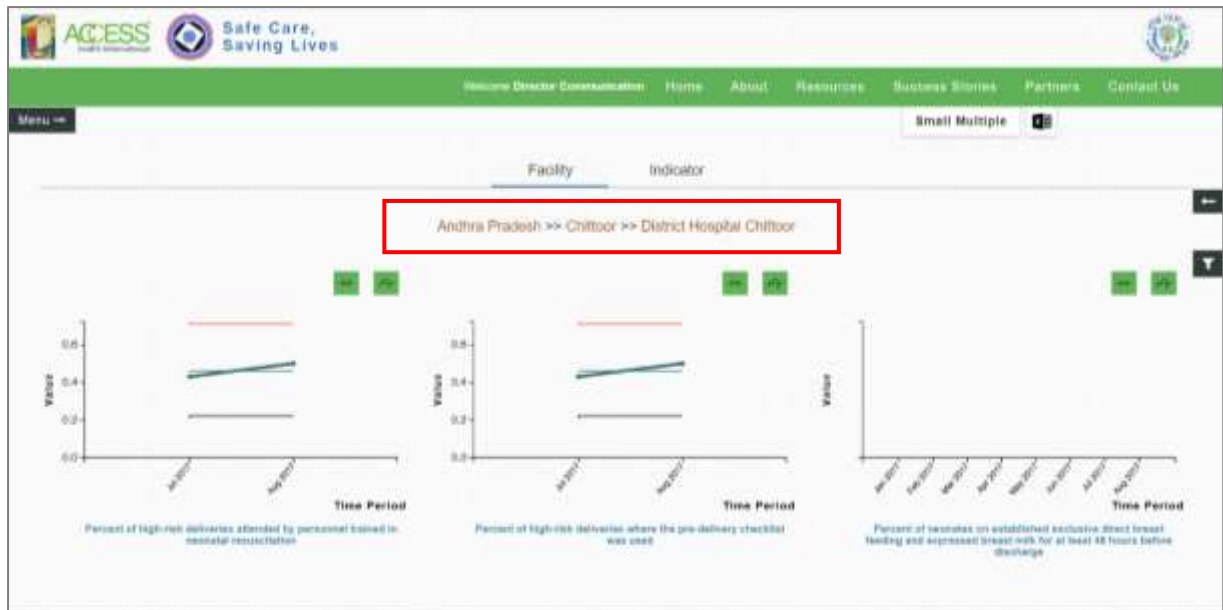 ACCESS
Safe Care,
Saving Lives
Welcome Director Communication Home About Resources Success Stories Partners Contact Us
Menu
Small Multiple
Facility Indicator
Andhra Pradesh >> Chittoor >> District Hospital Chittoor
Value
0.6
0.4
0.2
0.0
Jul 2017 Aug 2017
Time Period
Percent of high-risk deliveries attended by personnel trained in
neonatal resuscitation
Value
0.6
0.4
0.2
0.0
Jul 2017 Aug 2017
Time Period
Percent of high-risk deliveries where the pre-delivery checklist
was used
Value
Jan 2017 Feb 2017 Mar 2017 Apr 2017 May 2017 Jun 2017 Jul 2017 Aug 2017
Time Period
Percent of neonates on established exclusive direct breast
feeding and expressed breast milk for at least 48 hours before
discharge